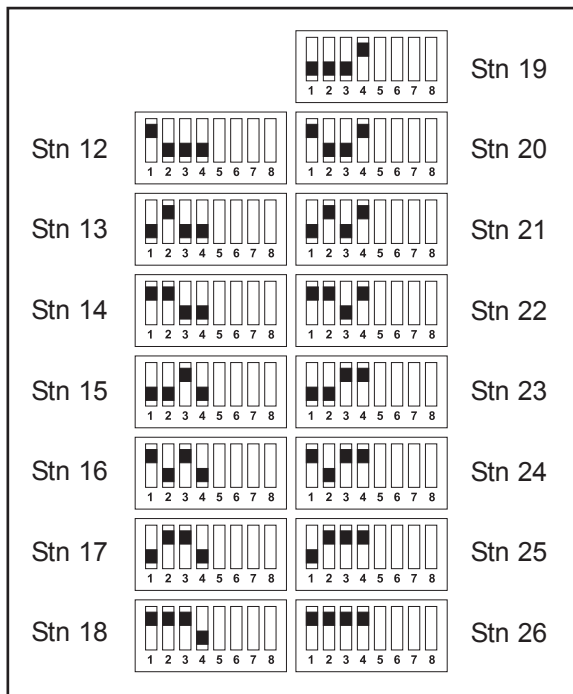 Stn 19
1 2 3 4 5 6 7 8
Stn 12
1 2 3 4 5 6 7 8
1 2 3 4 5 6 7 8
Stn 20
Stn 13
1 2 3 4 5 6 7 8
1 2 3 4 5 6 7 8
Stn 21
Stn 14
1 2 3 4 5 6 7 8
1 2 3 4 5 6 7 8
Stn 22
Stn 15
1 2 3 4 5 6 7 8
1 2 3 4 5 6 7 8
Stn 23
Stn 16
1 2 3 4 5 6 7 8
1 2 3 4 5 6 7 8
Stn 24
Stn 17
1 2 3 4 5 6 7 8
1 2 3 4 5 6 7 8
Stn 25
Stn 18
1 2 3 4 5 6 7 8
1 2 3 4 5 6 7 8
Stn 26